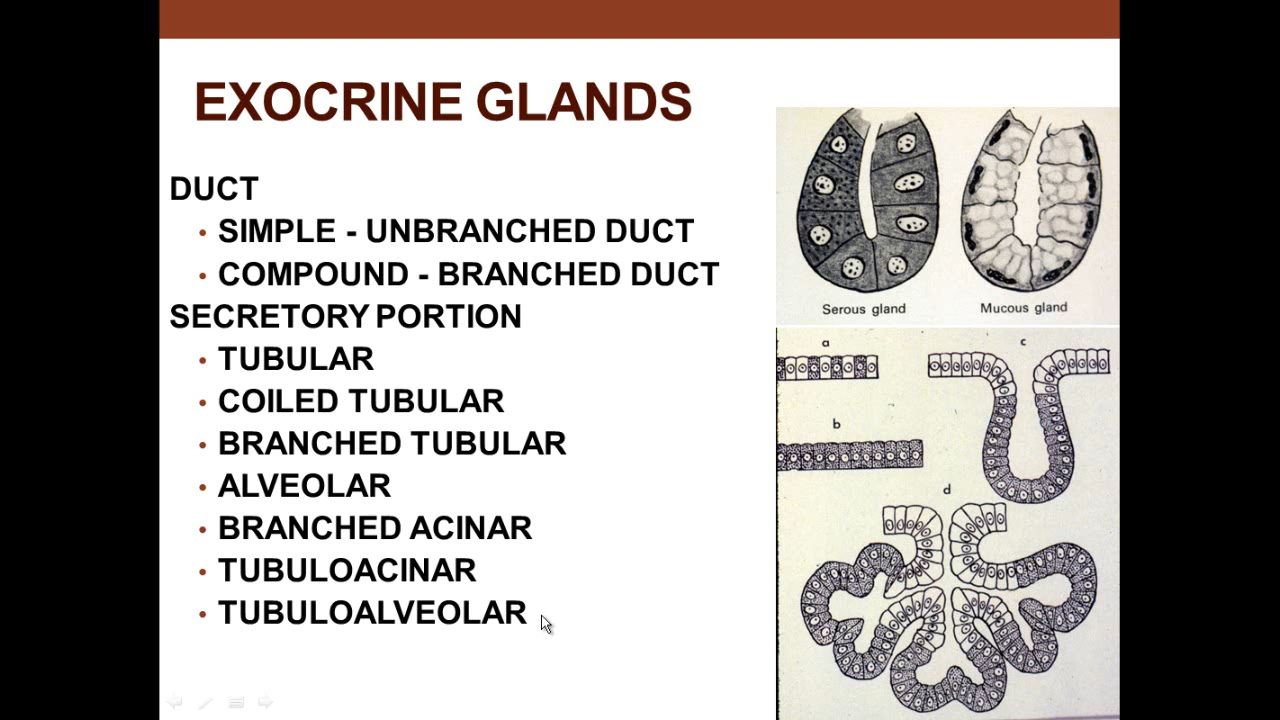 EXOCRINE GLANDS
DUCT
• SIMPLE - UNBRANCHED DUCT
• COMPOUND - BRANCHED DUCT
SECRETORY PORTION
• TUBULAR
• COILED TUBULAR
• BRANCHED TUBULAR
• ALVEOLAR
• BRANCHED ACINAR
• TUBULOACINAR
• TUBULOALVEOLAR
Serous gland
Mucous gland
a
c
b
d